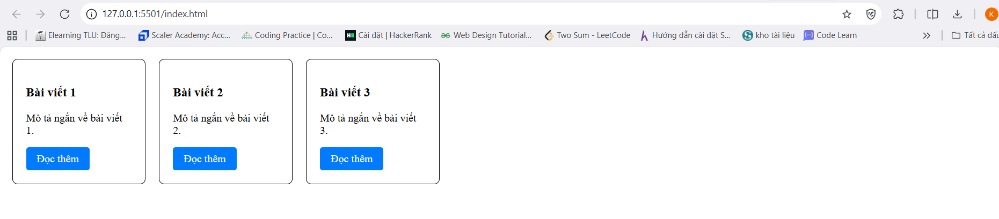 127.0.0.1:5501/index.html
K
Elearning TLU: Đăng...
Scaler Academy: Acc...
Coding Practice | Co...
Cài đặt | HackerRank
Web Design Tutorial...
Two Sum - LeetCode
Hướng dẫn cài đặt S...
kho tài liệu
Code Learn
Tất cả dấu
Bài viết 1
Mô tả ngắn về bài viết
1.
Đọc thêm
Bài viết 2
Mô tả ngắn về bài viết
2.
Đọc thêm
Bài viết 3
Mô tả ngắn về bài viết
3.
Đọc thêm